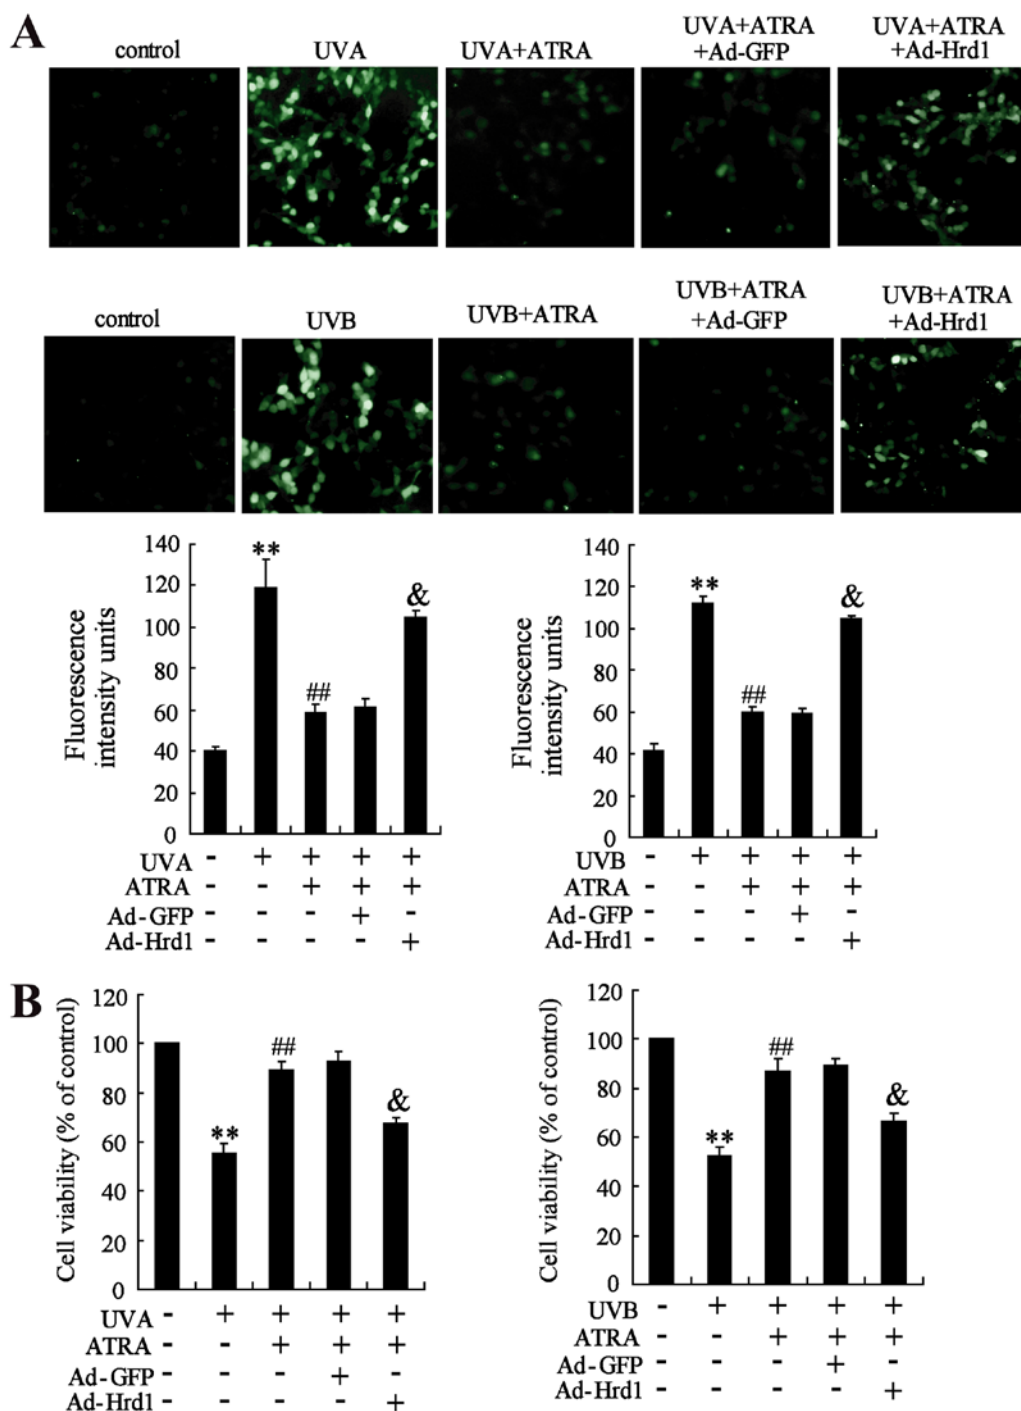 A
control
UVA
UVA+ATRA
UVA+ATRA
+Ad-GFP
UVA+ATRA
+Ad-Hrd1
control
UVB
UVB+ATRA
UVB+ATRA
+Ad-GFP
UVB+ATRA
+Ad-Hrd1
Fluorescence
intensity units
140
120
100
80
60
40
20
0
**
##
&
UVA - + + + +
ATRA - - + + +
Ad-GFP - - - + -
Ad-Hrd1 - - - - +
Fluorescence
intensity units
140
120
100
80
60
40
20
0
**
##
&
UVB - + + + +
ATRA - - + + +
Ad-GFP - - - + -
Ad-Hrd1 - - - - +
B
Cell viability (% of control)
120
100
80
60
40
20
0
**
##
&
UVA - + + + +
ATRA - - + + +
Ad-GFP - - - + -
Ad-Hrd1 - - - - +
Cell viability (% of control)
120
100
80
60
40
20
0
**
##
&
UVB - + + + +
ATRA - - + + +
Ad-GFP - - - + -
Ad-Hrd1 - - - - +